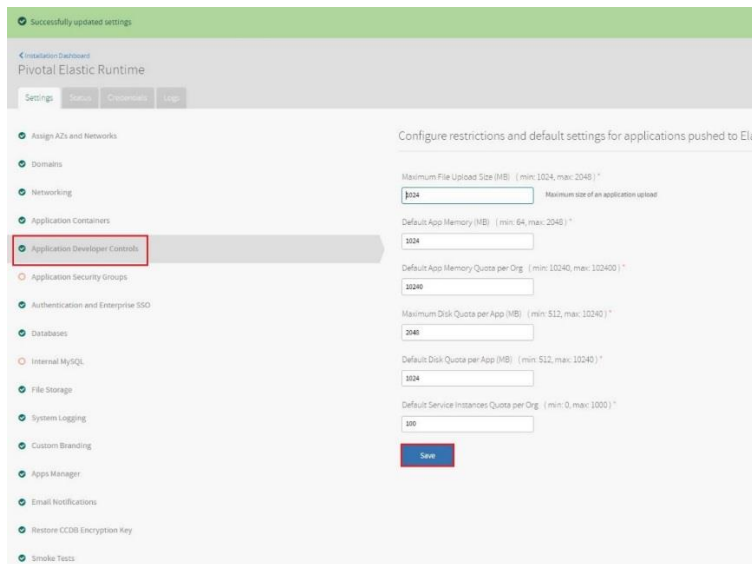 Successfully updated settings
Installation Dashboard
Pivotal Elastic Runtime
Settings Status Credentials Logs
Assign AZs and Networks
Domains
Networking
Application Containers
Application Developer Controls
Application Security Groups
Authentication and Enterprise SSO
Databases
Internal MySQL
File Storage
System Logging
Custom Branding
Apps Manager
Email Notifications
Restore CCDB Encryption Key
Smoke Tests
Configure restrictions and default settings for applications pushed to Ela
Maximum File Upload Size (MB) ( min: 1024, max: 2048 ) *
1024 Maximum size of an application upload
Default App Memory (MB) ( min: 64, max: 2048 ) *
1024
Default App Memory Quota per Org ( min: 10240, max: 102400 ) *
10240
Maximum Disk Quota per App (MB) ( min: 512, max: 10240 ) *
2048
Default Disk Quota per App (MB) ( min: 512, max: 10240 ) *
1024
Default Service Instances Quota per Org ( min: 0, max: 1000 ) *
100
Save